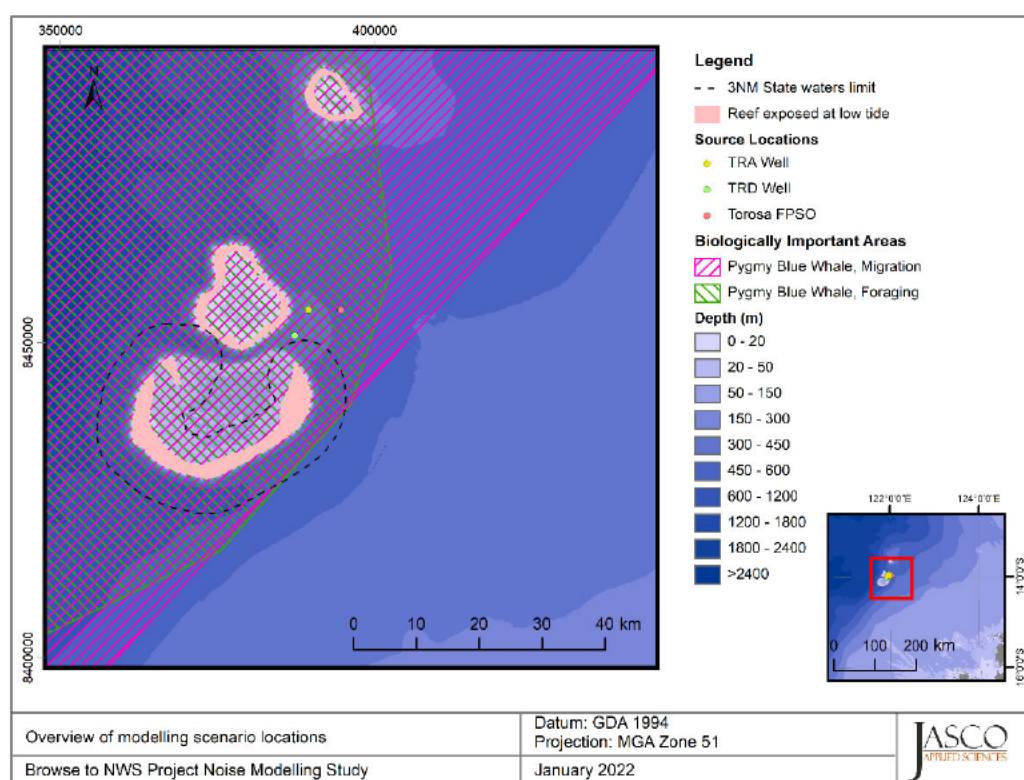 350000
400000
N
8450000
8400000
0 10 20 30 40 km
Legend
3NM State waters limit
Reef exposed at low tide
Source Locations
TRA Well
TRD Well
Torosa FPSO
Biologically Important Areas
Pygmy Blue Whale, Migration
Pygmy Blue Whale, Foraging
Depth (m)
0 - 20
20 - 50
50 - 150
150 - 300
300 - 450
450 - 600
600 - 1200
1200 - 1800
1800 - 2400
>2400
122°0'0"E 124°0'0"E
14°0'S
16°0'S
0 100 200 km
Overview of modelling scenario locations
Browse to NWS Project Noise Modelling Study
Datum: GDA 1994
Projection: MGA Zone 51
January 2022
JASCO
APPLIED SCIENCES